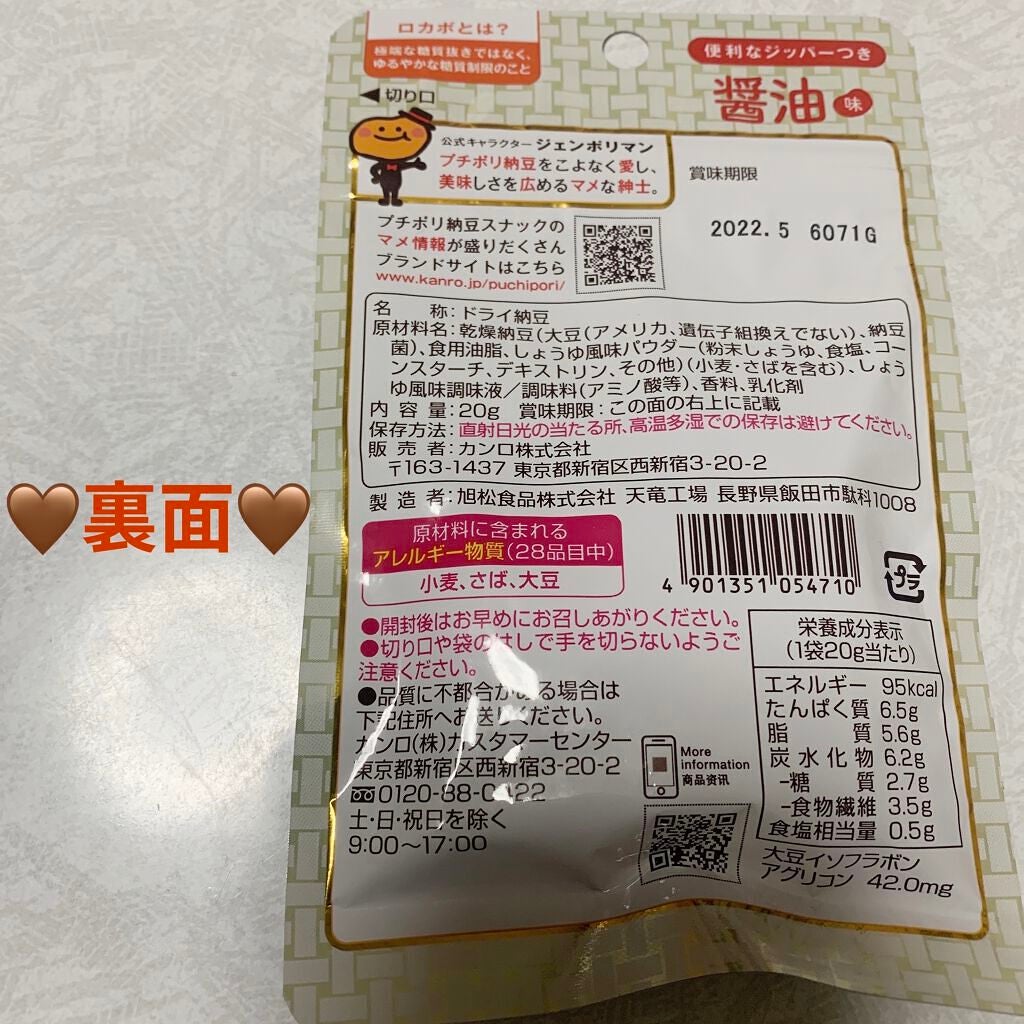 ロカボとは?
極端な糖質抜きではなく、
ゆるやかな糖質制限のこと
便利なジッパーつき
醤油味
◀切り口
公式キャラクター ジェンポリマン
プチポリ納豆をこよなく愛し、
美味しさを広めるマメな紳士。
賞味期限
2022.5 6071G
プチポリ納豆スナックの
マメ情報が盛りだくさん
ブランドサイトはこちら
www.kanro.jp/puchipori/
名称:ドライ納豆
原材料名:乾燥納豆(大豆(アメリカ、遺伝子組換えでない)、納豆
菌)、食用油脂、しょうゆ風味パウダー(粉末しょうゆ、食塩、コー
ンスターチ、デキストリン、その他)(小麦・さばを含む)、しょう
ゆ風味調味液/調味料(アミノ酸等)、香料、乳化剤
内容量:20g 賞味期限:この面の右上に記載
保存方法:直射日光の当たる所、高温多湿での保存は避けてください。
販売者:カンロ株式会社
〒163-1437 東京都新宿区西新宿3-20-2
製造者:旭松食品株式会社 天竜工場 長野県飯田市駄科1008
♥裏面♥
原材料に含まれる
アレルギー物質(28品目中)
小麦、さば、大豆
4 901351 054710
プラ
●開封後はお早めにお召しあがりください。
●切り口や袋のはしで手を切らないようご
注意ください。
●品質に不都合がある場合は
下記住所へお送りください。
カンロ(株)カスタマーセンター
東京都新宿区西新宿3-20-2
0120-88-0422
土・日・祝日を除く
9:00〜17:00
More
information
商品资讯
栄養成分表示
(1袋20g当たり)
エネルギー 95kcal
たんぱく質 6.5g
脂質 5.6g
炭水化物 6.2g
-糖質 2.7g
-食物繊維 3.5g
食塩相当量 0.5g
大豆イソフラボン
アグリコン 42.0mg